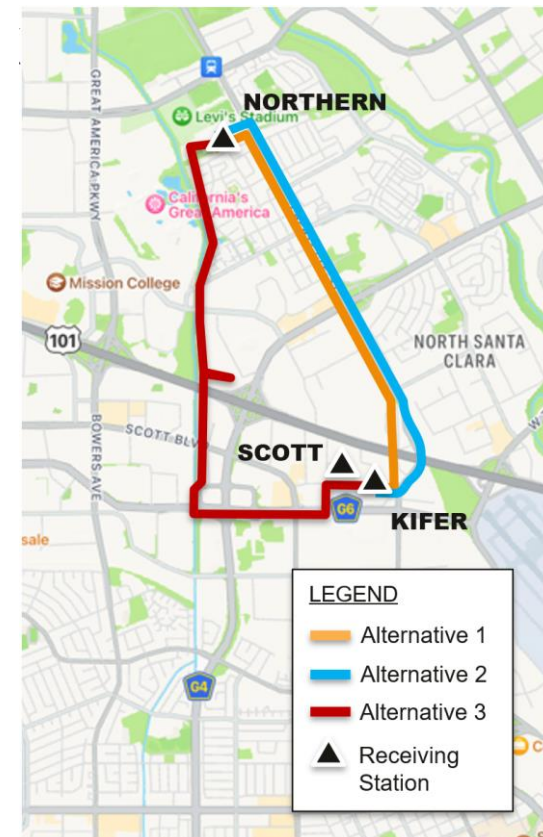 NORTHERN
Levi's Stadium
GREAT AMERICA PKWY
California's
Great America
Mission College
101
NORTH SANTA
CLARA
SCOTT BLVD
BOWERS AVE
SCOTT
G6
KIFER
sale
G4
LEGEND
Alternative 1
Alternative 2
Alternative 3
Receiving
Station